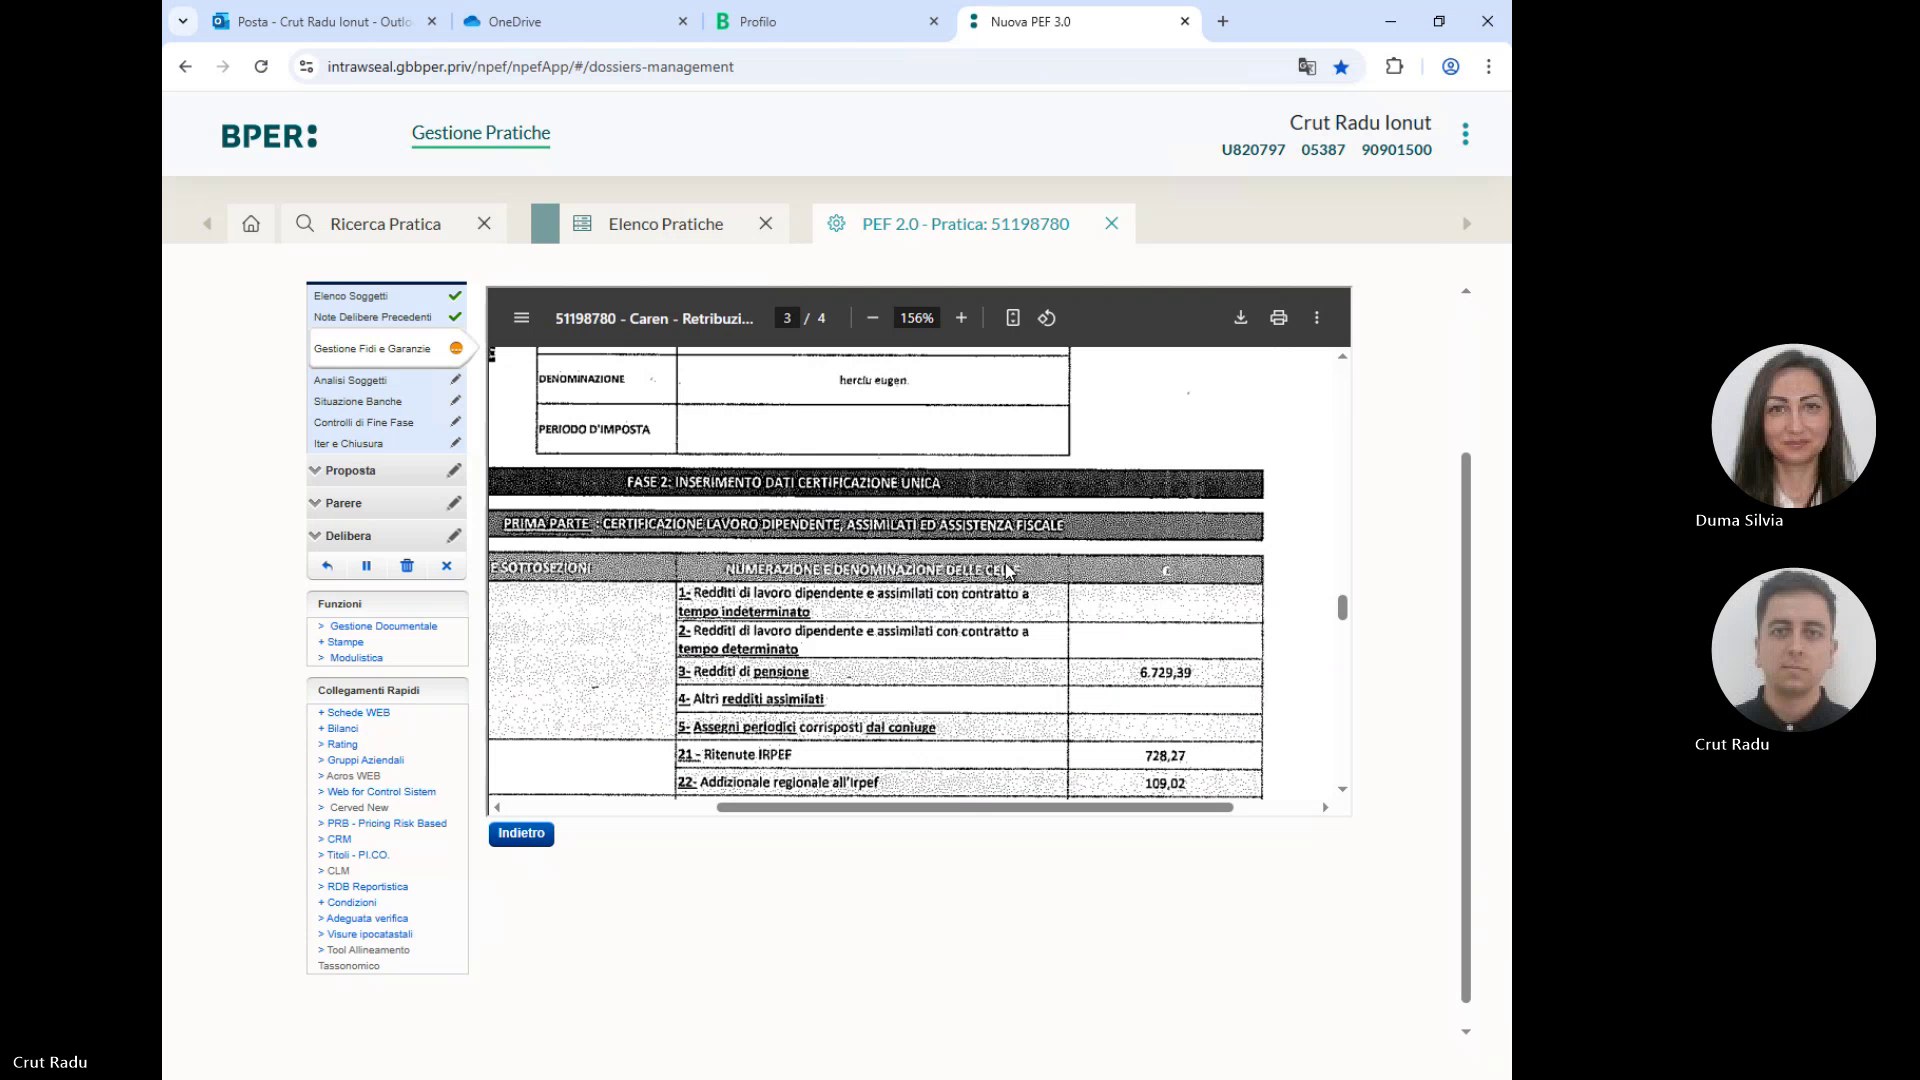 Posta - Crut Radu Ionut - Outlo
OneDrive
Profilo
Nuova PEF 3.0
intrawseal.gbbper.priv/npef/npefApp/#/dossiers-management
BPER:
Gestione Pratiche
Crut Radu Ionut
U820797 05387 90901500
Ricerca Pratica
Elenco Pratiche
PEF 2.0 - Pratica: 51198780
Elenco Soggetti
Note Delibere Precedenti
Gestione Fidi e Garanzie
Analisi Soggetti
Situazione Banche
Controlli di Fine Fase
Iter e Chiusura
Proposta
Parere
Delibera
Funzioni
> Gestione Documentale
+ Stampe
> Modulistica
Collegamenti Rapidi
+ Schede WEB
+ Bilanci
> Rating
> Gruppi Aziendali
> Acros WEB
> Web for Control Sistem
> Cerved New
> PRB - Pricing Risk Based
> CRM
> Titoli - PI.CO.
> CLM
> RDB Reportistica
+ Condizioni
> Adeguata verifica
> Visure ipocatastali
> Tool Allineamento
Tassonomico
51198780 - Caren - Retribuzi...
3 / 4
156%
DENOMINAZIONE
herciu eugen
PERIODO D'IMPOSTA
FASE 2: INSERIMENTO DATI CERTIFICAZIONE UNICA
PRIMA PARTE : CERTIFICAZIONE LAVORO DIPENDENTE, ASSIMILATI ED ASSISTENZA FISCALE
E SOTTOSEZIONI
NUMERAZIONE E DENOMINAZIONE DELLE CELLE
€
1- Redditi di lavoro dipendente e assimilati con contratto a
tempo indeterminato
2- Redditi di lavoro dipendente e assimilati con contratto a
tempo determinato
3- Redditi di pensione
6.729,39
4- Altri redditi assimilati
5- Assegni periodici corrisposti dal coniuge
21 - Ritenute IRPEF
728,27
22- Addizionale regionale all'Irpef
109,02
Indietro
Duma Silvia
Crut Radu
Crut Radu